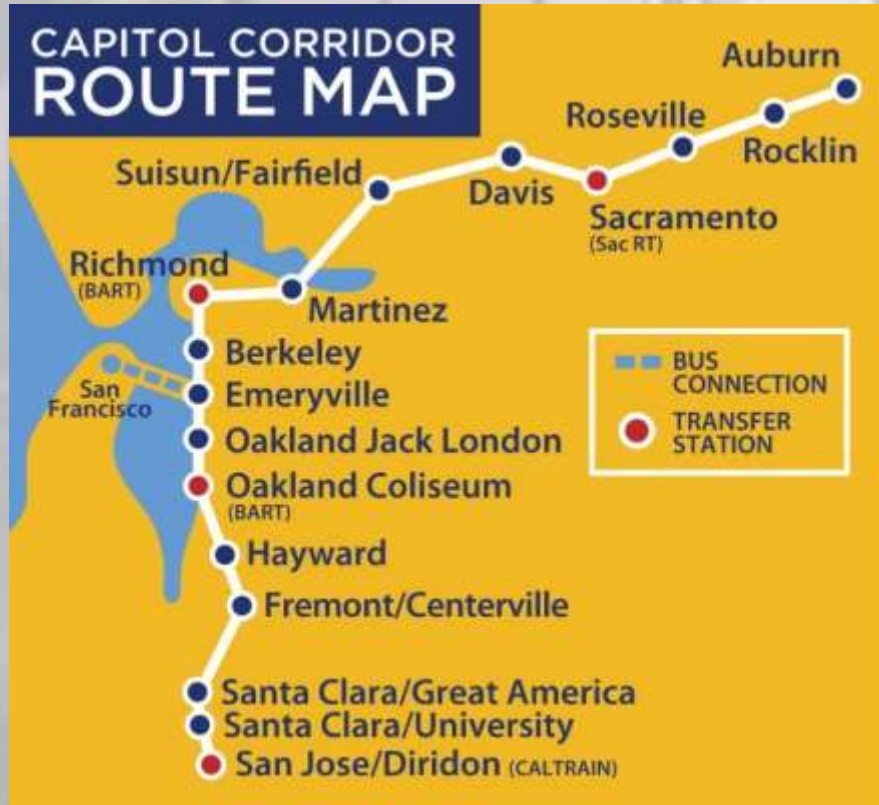 CAPITOL CORRIDOR
ROUTE MAP
Auburn
Roseville
Rocklin
Suisun/Fairfield
Davis
Sacramento
(Sac RT)
Richmond
(BART)
Martinez
Berkeley
San
Francisco
Emeryville
Oakland Jack London
Oakland Coliseum
(BART)
Hayward
Fremont/Centerville
Santa Clara/Great America
Santa Clara/University
San Jose/Diridon (CALTRAIN)
BUS
CONNECTION
TRANSFER
STATION